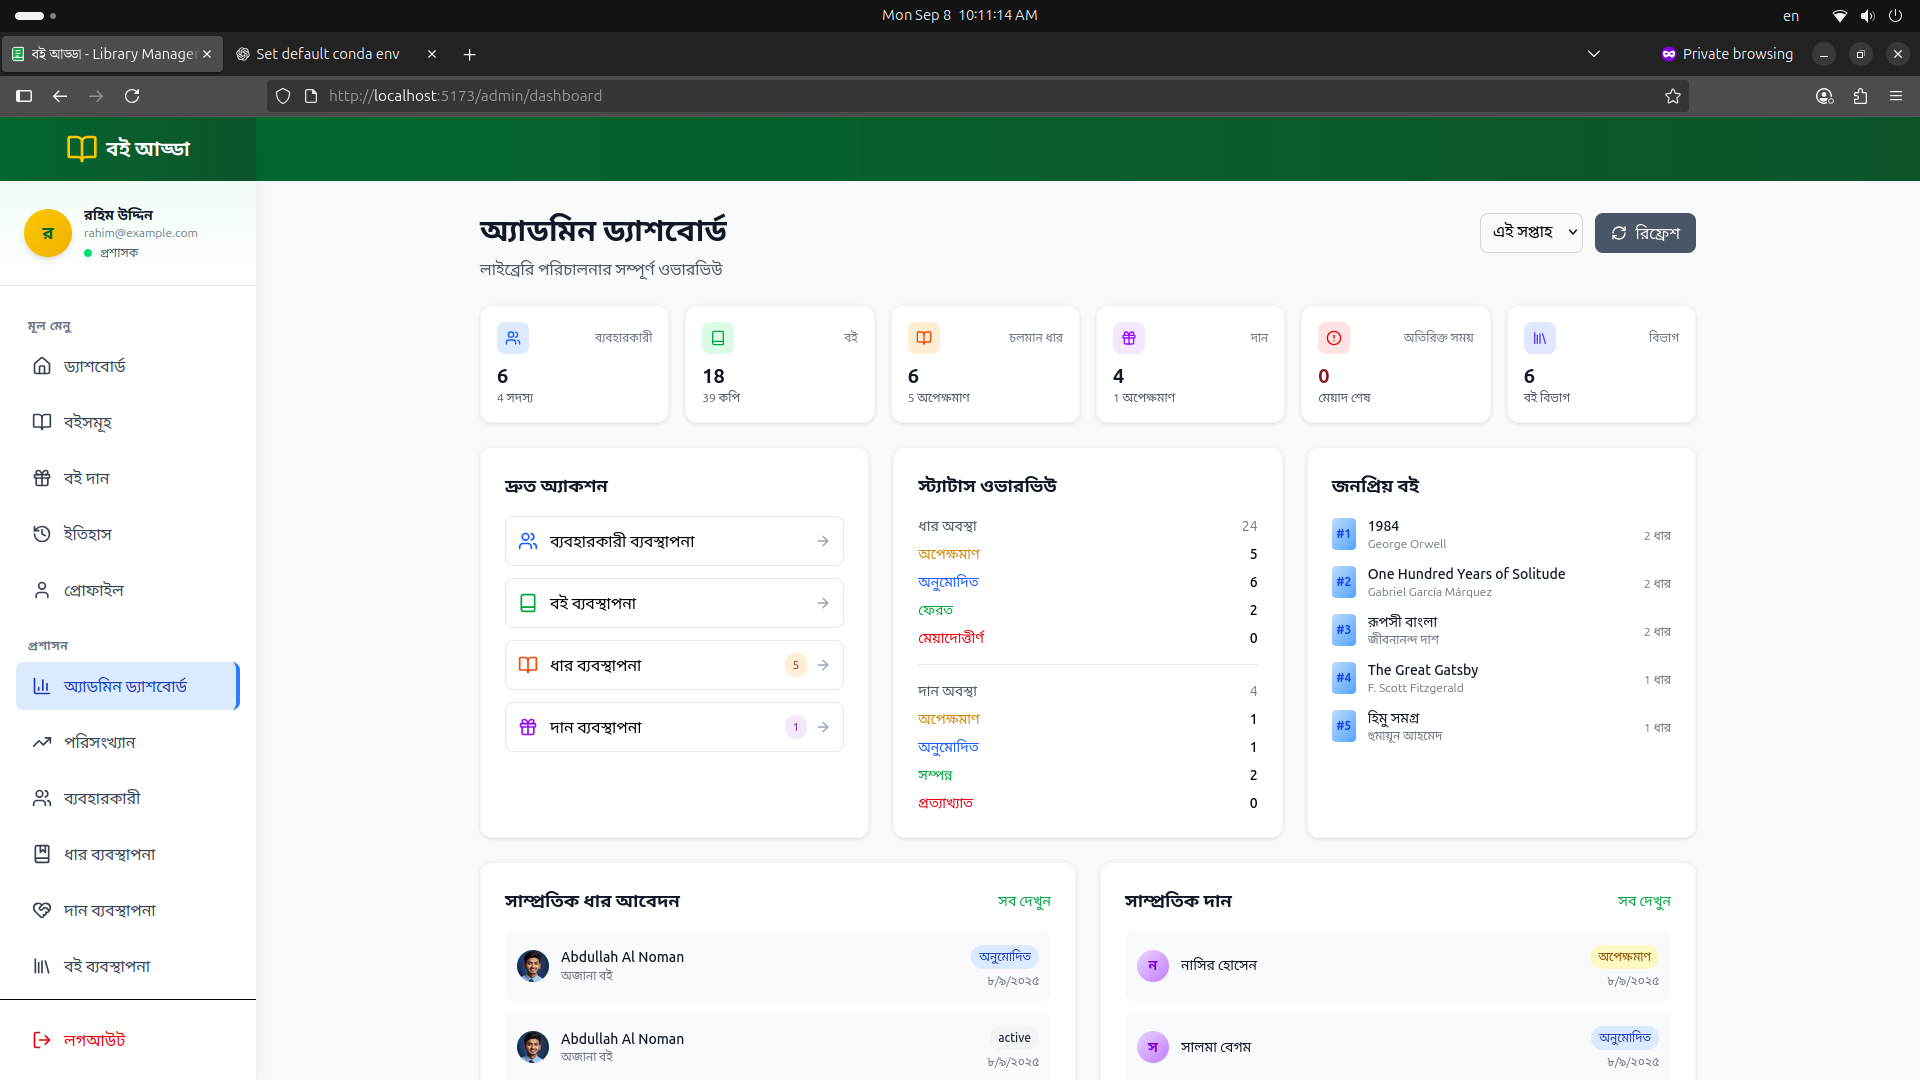 Mon Sep 8 10:11:14 AM
en
বই আড্ডা - Library Manager
Set default conda env
Private browsing
http://localhost:5173/admin/dashboard
বই আড্ডা
র
রহিম উদ্দিন
rahim@example.com
প্রশাসক
মূল মেনু
ড্যাশবোর্ড
বইসমূহ
বই দান
ইতিহাস
প্রোফাইল
প্রশাসন
অ্যাডমিন ড্যাশবোর্ড
পরিসংখ্যান
ব্যবহারকারী
ধার ব্যবস্থাপনা
দান ব্যবস্থাপনা
বই ব্যবস্থাপনা
লগআউট
অ্যাডমিন ড্যাশবোর্ড
লাইব্রেরি পরিচালনার সম্পূর্ণ ওভারভিউ
এই সপ্তাহ
রিফ্রেশ
ব্যবহারকারী
6
4 সদস্য
বই
18
39 কপি
চলমান ধার
6
5 অপেক্ষমাণ
দান
4
1 অপেক্ষমাণ
অতিরিক্ত সময়
0
মেয়াদ শেষ
বিভাগ
6
বই বিভাগ
দ্রুত অ্যাকশন
ব্যবহারকারী ব্যবস্থাপনা
বই ব্যবস্থাপনা
ধার ব্যবস্থাপনা 5
দান ব্যবস্থাপনা 1
স্ট্যাটাস ওভারভিউ
ধার অবস্থা 24
অপেক্ষমাণ 5
অনুমোদিত 6
ফেরত 2
মেয়াদোত্তীর্ণ 0
দান অবস্থা 4
অপেক্ষমাণ 1
অনুমোদিত 1
সম্পন্ন 2
প্রত্যাখ্যাত 0
জনপ্রিয় বই
#1 1984
George Orwell
2 ধার
#2 One Hundred Years of Solitude
Gabriel García Márquez
2 ধার
#3 রূপসী বাংলা
জীবনানন্দ দাশ
2 ধার
#4 The Great Gatsby
F. Scott Fitzgerald
1 ধার
#5 হিমু সমগ্র
হুমায়ূন আহমেদ
1 ধার
সাম্প্রতিক ধার আবেদন সব দেখুন
Abdullah Al Noman অনুমোদিত
অজানা বই ৮/৯/২০২৫
Abdullah Al Noman active
অজানা বই ৮/৯/২০২৫
সাম্প্রতিক দান সব দেখুন
ন নাসির হোসেন অপেক্ষমাণ
৮/৯/২০২৫
স সালমা বেগম অনুমোদিত
৮/৯/২০২৫